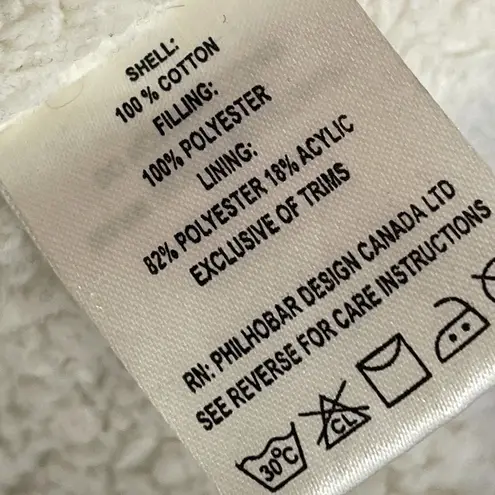 SHELL:
100 % COTTON
FILLING:
100% POLYESTER
LINING:
82% POLYESTER 18% ACYLIC
EXCLUSIVE OF TRIMS
RN: PHILHOBAR DESIGN CANADA LTD
SEE REVERSE FOR CARE INSTRUCTIONS
30°C CL